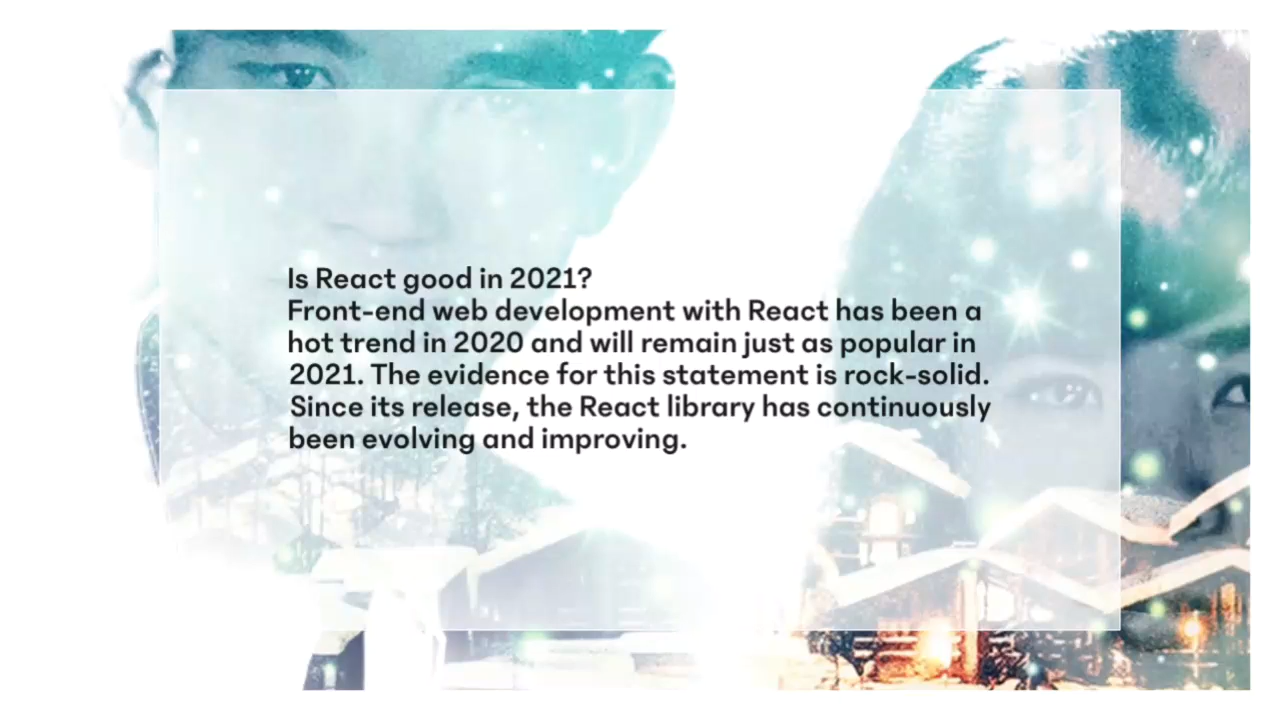 Is React good in 2021?
Front-end web development with React has been a
hot trend in 2020 and will remain just as popular in
2021. The evidence for this statement is rock-solid.
Since its release, the React library has continuously
been evolving and improving.